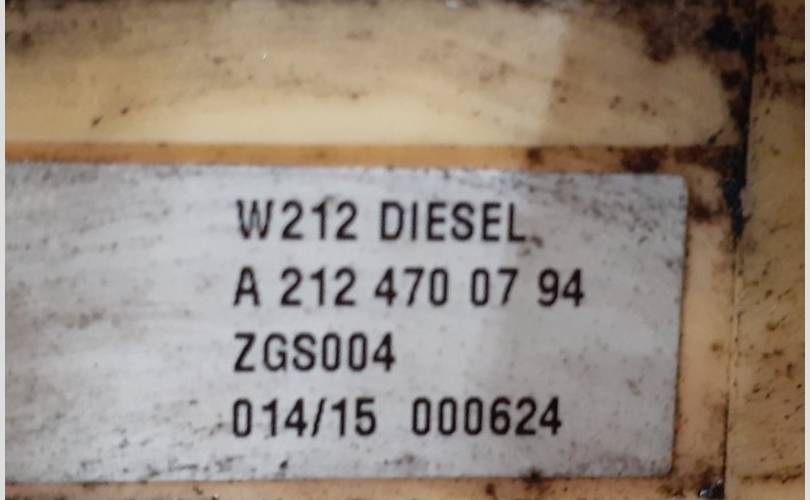 W212 DIESEL
A 212 470 07 94
ZGS004
014/15 000624